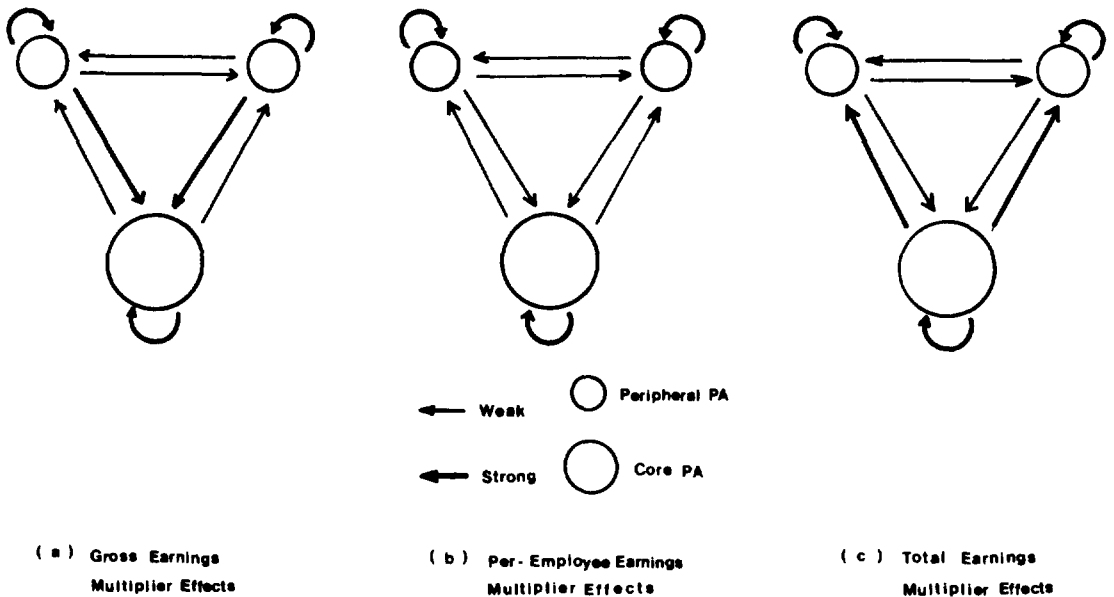 Weak
Peripheral PA
Strong
Core PA
( a ) Gross Earnings
Multiplier Effects
( b ) Per - Employee Earnings
Multiplier Effects
( c ) Total Earnings
Multiplier Effects